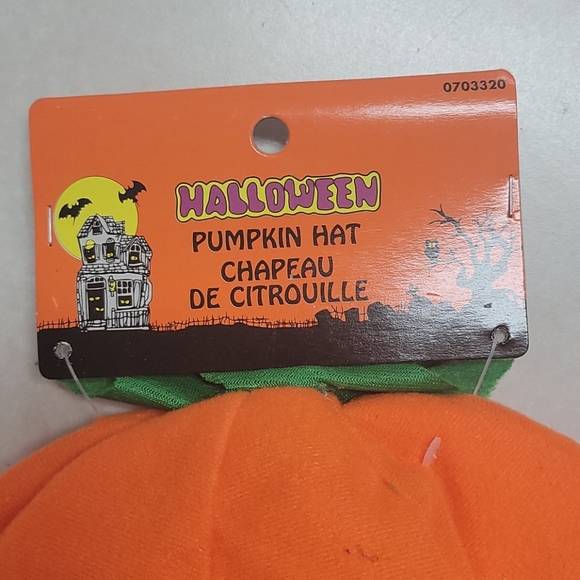 0703320
HALLOWEEN
PUMPKIN HAT
CHAPEAU
DE CITROUILLE